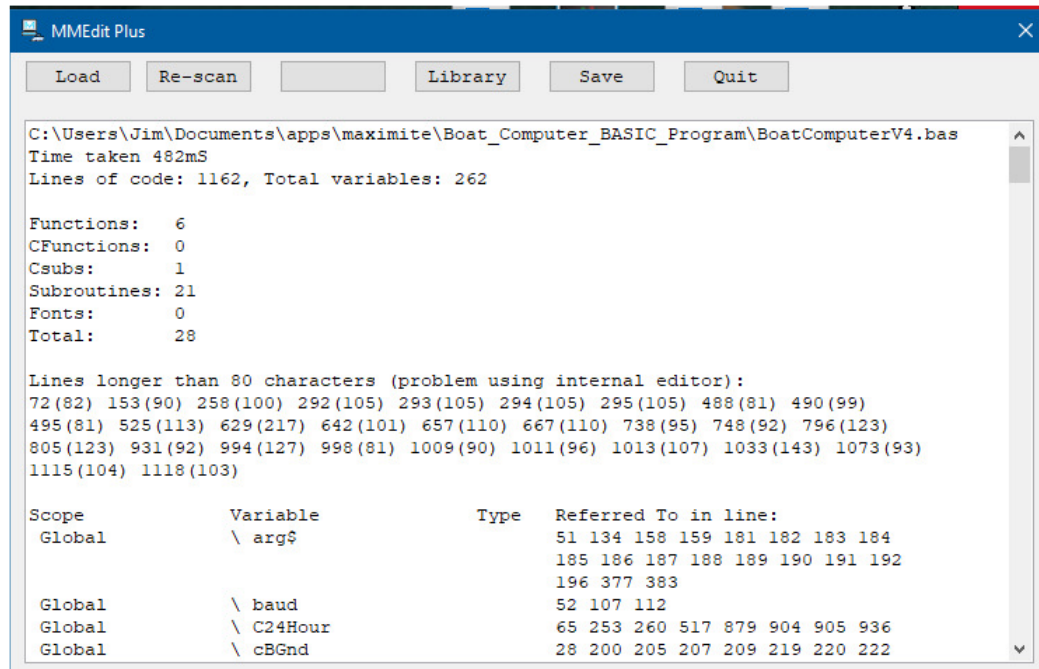 MMEdit Plus
Load Re-scan Library Save Quit
C:\Users\Jim\Documents\apps\maximite\Boat_Computer_BASIC_Program\BoatComputerV4.bas
Time taken 482mS
Lines of code: 1162, Total variables: 262
Functions: 6
CFunctions: 0
Csubs: 1
Subroutines: 21
Fonts: 0
Total: 28
Lines longer than 80 characters (problem using internal editor):
72(82) 153(90) 258(100) 292(105) 293(105) 294(105) 295(105) 488(81) 490(99)
495(81) 525(113) 629(217) 642(101) 657(110) 667(110) 738(95) 748(92) 796(123)
805(123) 931(92) 994(127) 998(81) 1009(90) 1011(96) 1013(107) 1033(143) 1073(93)
1115(104) 1118(103)
Scope Variable Type Referred To in line:
Global \ arg$ 51 134 158 159 181 182 183 184
185 186 187 188 189 190 191 192
196 377 383
Global \ baud 52 107 112
Global \ C24Hour 65 253 260 517 879 904 905 936
Global \ cBGnd 28 200 205 207 209 219 220 222